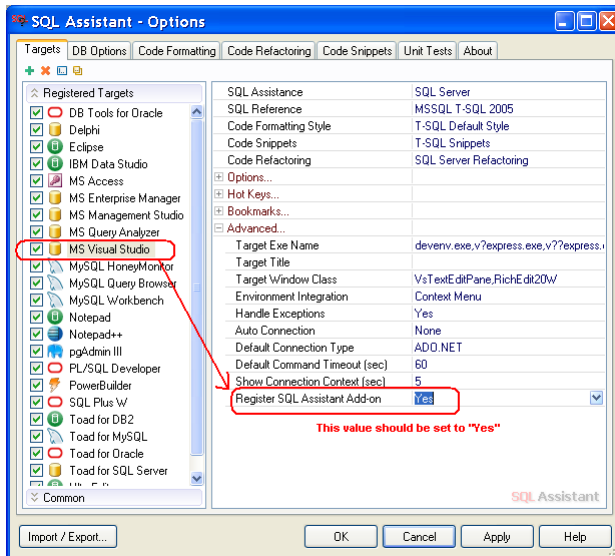 SQL Assistant - Options
Targets DB Options Code Formatting Code Refactoring Code Snippets Unit Tests About
Registered Targets
DB Tools for Oracle
Delphi
Eclipse
IBM Data Studio
MS Access
MS Enterprise Manager
MS Management Studio
MS Query Analyzer
MS Visual Studio
MySQL HoneyMonitor
MySQL Query Browser
MySQL Workbench
Notepad
Notepad++
pgAdmin III
PL/SQL Developer
PowerBuilder
SQL Plus W
Toad for DB2
Toad for MySQL
Toad for Oracle
Toad for SQL Server
Common
SQL Assistance SQL Server
SQL Reference MSSQL T-SQL 2005
Code Formatting Style T-SQL Default Style
Code Snippets T-SQL Snippets
Code Refactoring SQL Server Refactoring
Options...
Hot Keys...
Bookmarks...
Advanced...
Target Exe Name devenv.exe,v?express.exe,v??express.
Target Title
Target Window Class VsTextEditPane,RichEdit20W
Environment Integration Context Menu
Handle Exceptions Yes
Auto Connection None
Default Connection Type ADO.NET
Default Command Timeout (sec) 60
Show Connection Context (sec) 5
Register SQL Assistant Add-on Yes
This value should be set to "Yes"
SQL Assistant
Import / Export... OK Cancel Apply Help